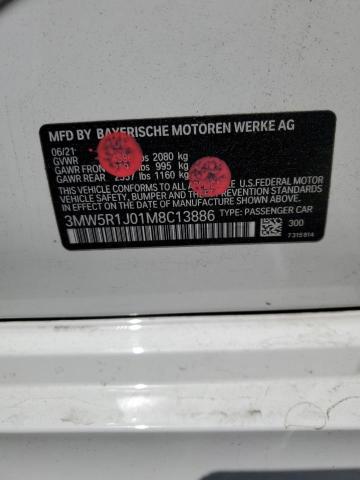 MFD BY BAYERISCHE MOTOREN WERKE AG
06/21
GVWR lbs 2080 kg
GAWR FRONT lbs 995 kg
GAWR REAR 2557 lbs 1160 kg
THIS VEHICLE CONFORMS TO ALL APPLICABLE U.S.FEDERAL MOTOR
VEHICLE SAFETY, BUMPER AND THEFT PREVENTION STANDARDS
IN EFFECT ON THE DATE OF MANUFACTURE SHOWN ABOVE.
3MW5R1J01M8C13886 TYPE: PASSENGER CAR
300
7315814